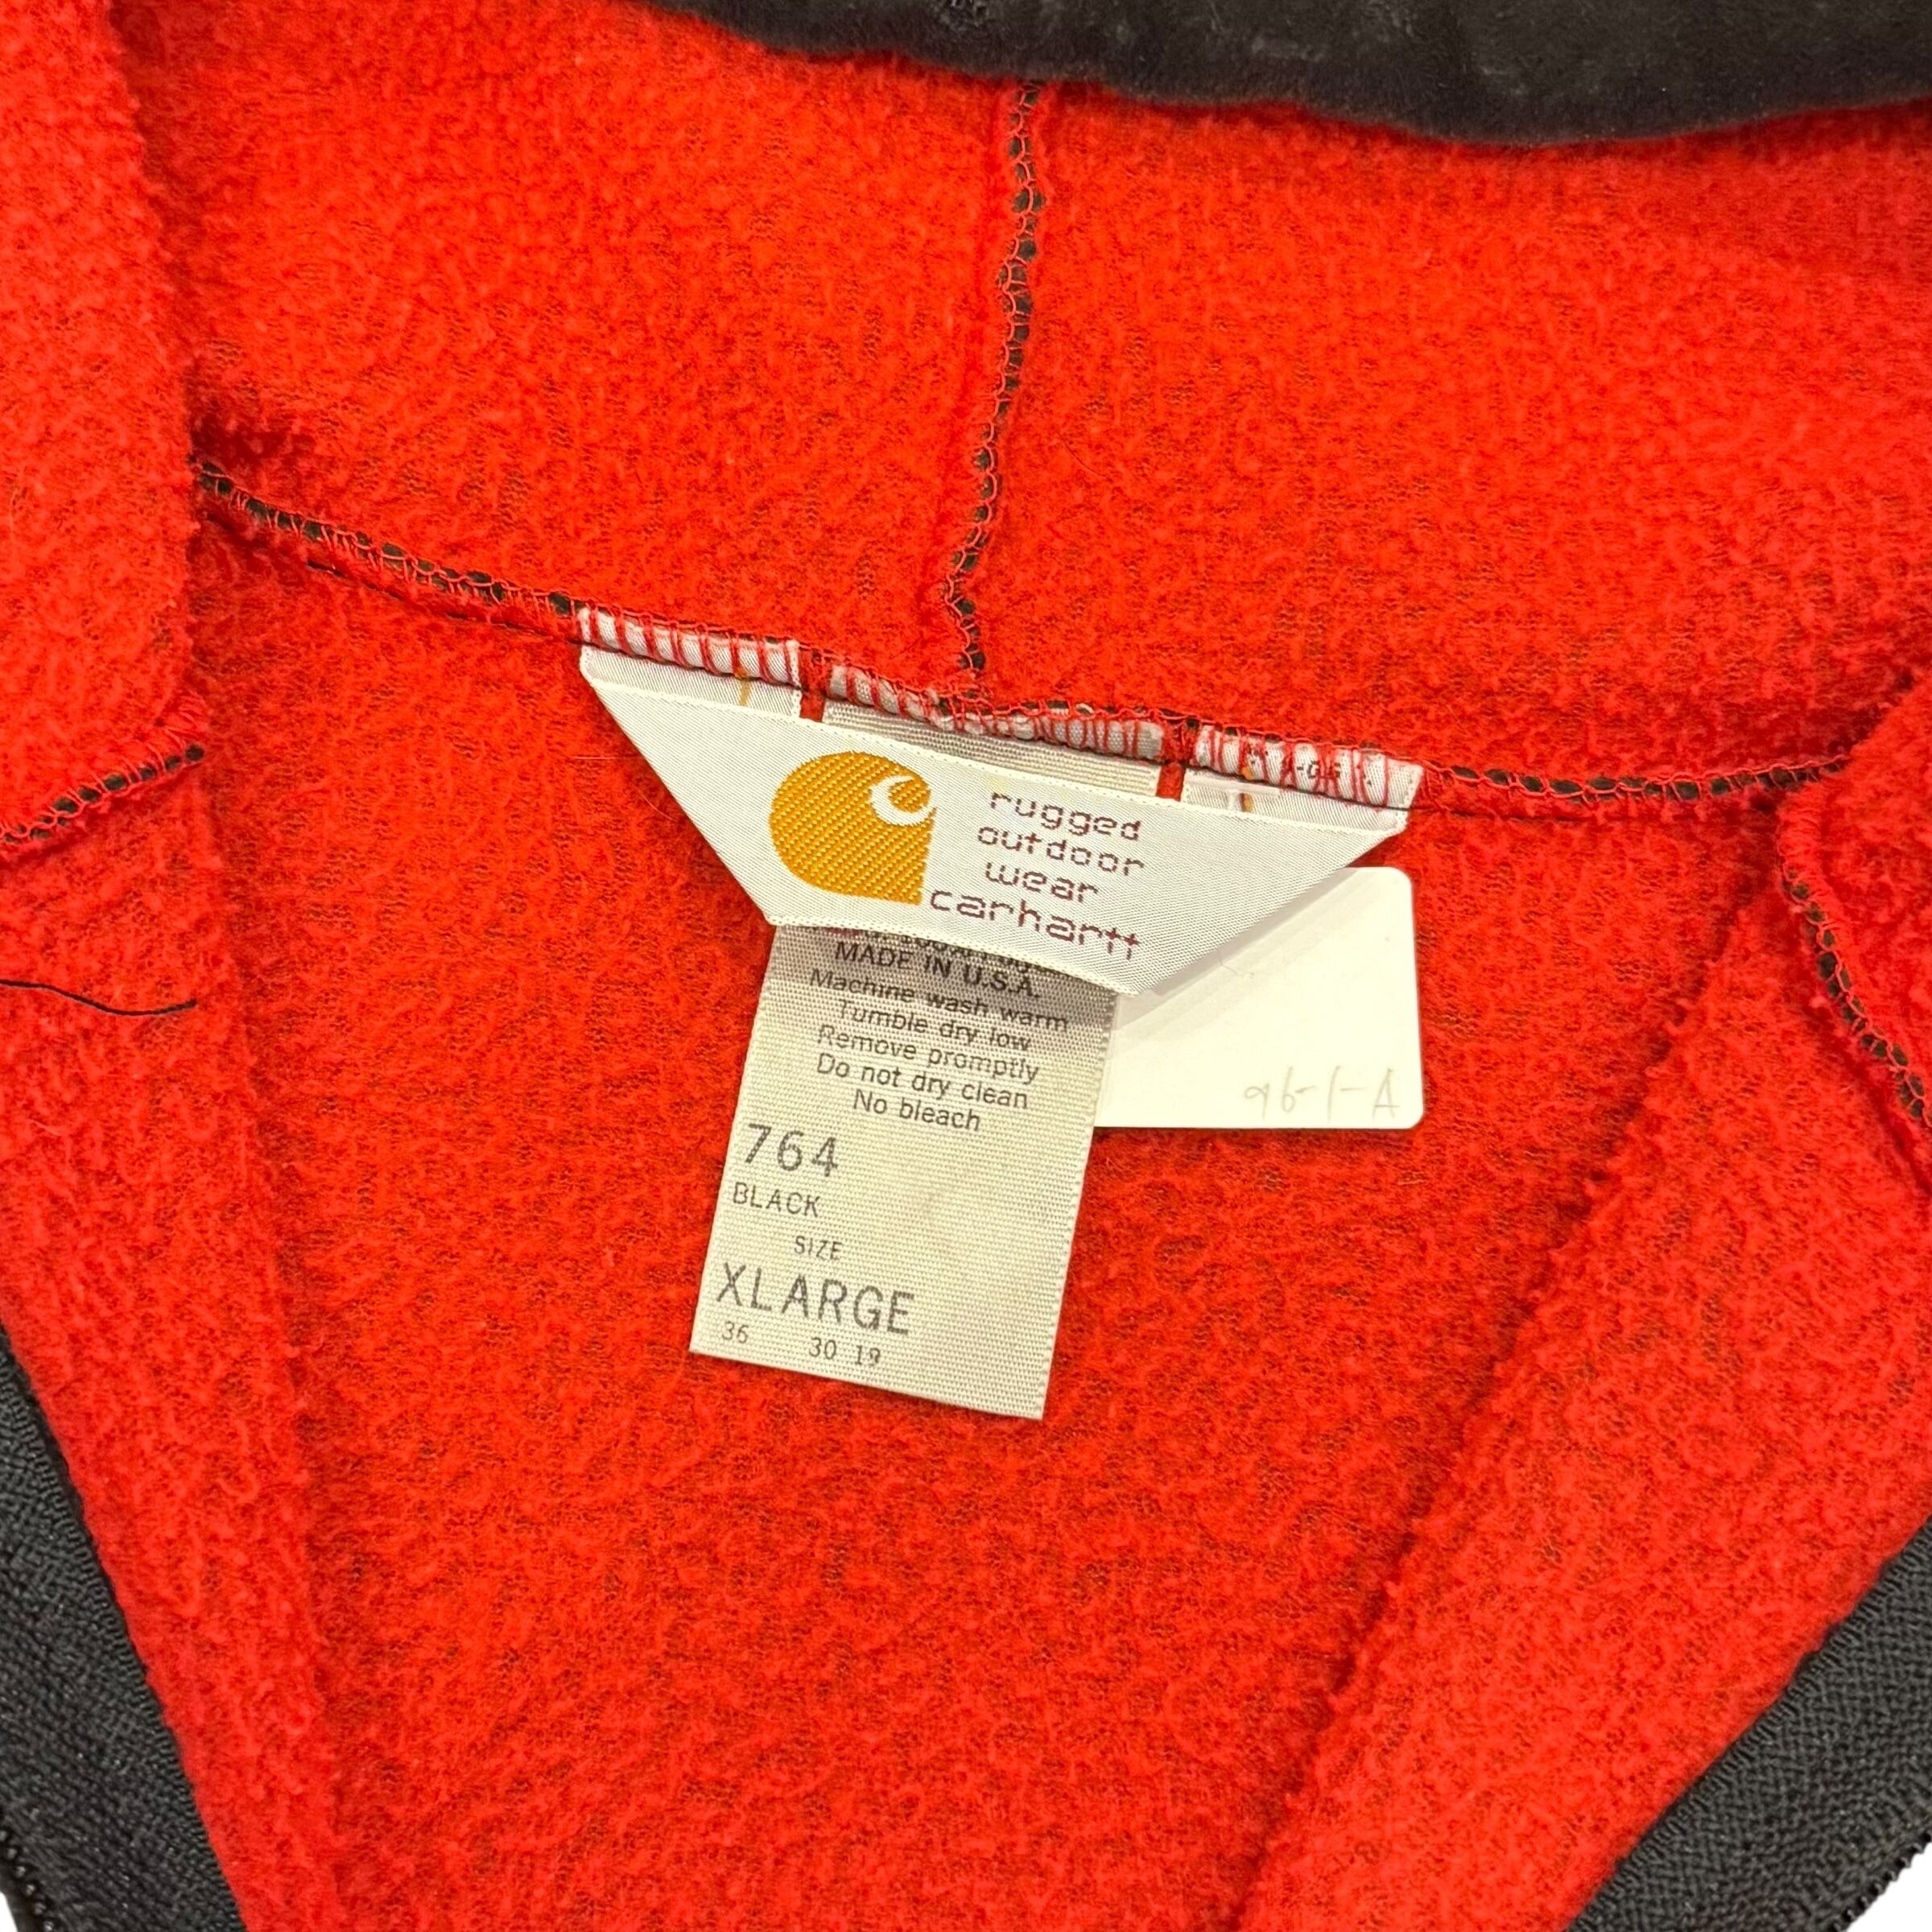 rugged
outdoor
wear
carhartt
MADE IN U.S.A.
Machine wash warm
Tumble dry low
Remove promptly
Do not dry clean
No bleach
764
BLACK
SIZE
XLARGE
36 30 19
96-1-A